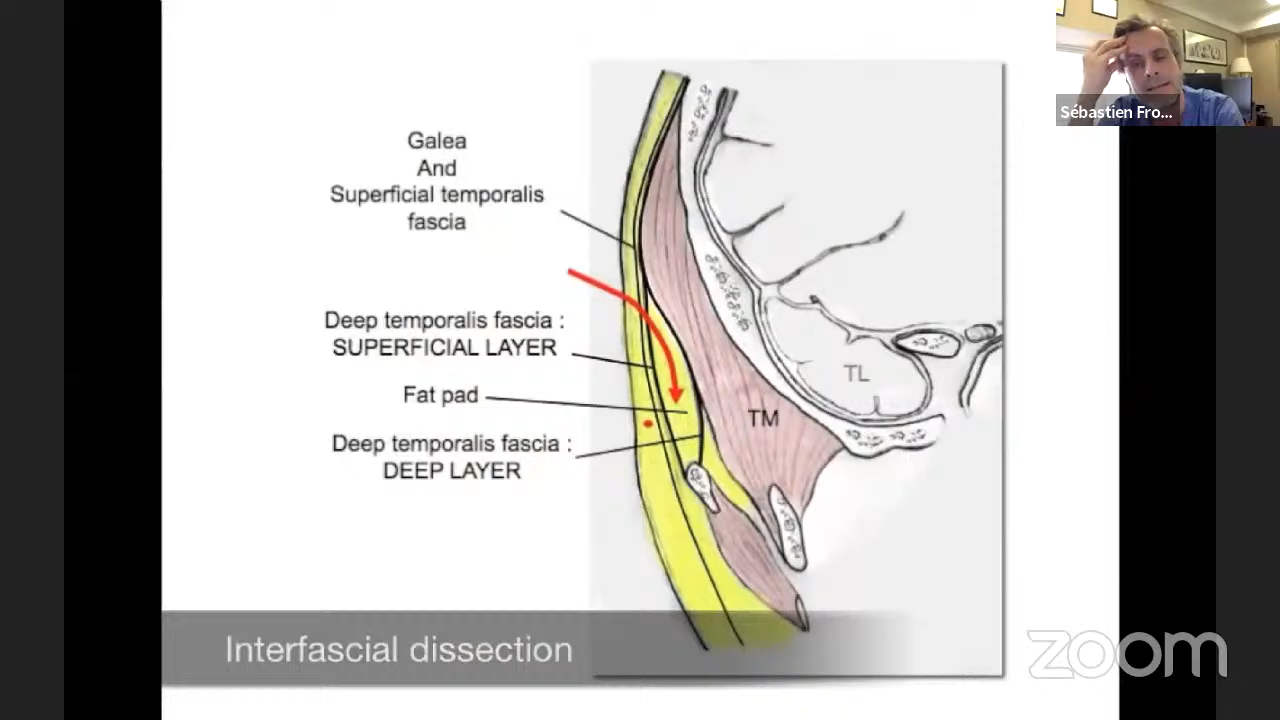 Sébastien Fro...
Galea
And
Superficial temporalis
fascia
Deep temporalis fascia :
SUPERFICIAL LAYER
Fat pad
Deep temporalis fascia :
DEEP LAYER
TL
TM
Interfascial dissection
zoom